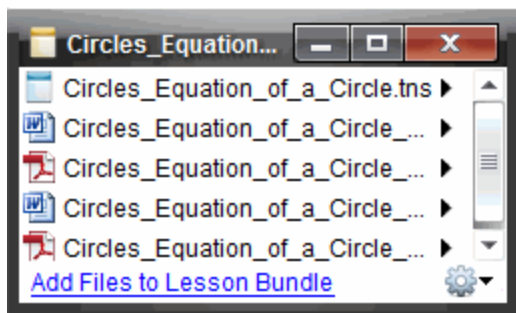 Circles_Equation...
Circles_Equation_of_a_Circle.tns
Circles_Equation_of_a_Circle_...
Circles_Equation_of_a_Circle_...
Circles_Equation_of_a_Circle_...
Circles_Equation_of_a_Circle_...
Add Files to Lesson Bundle